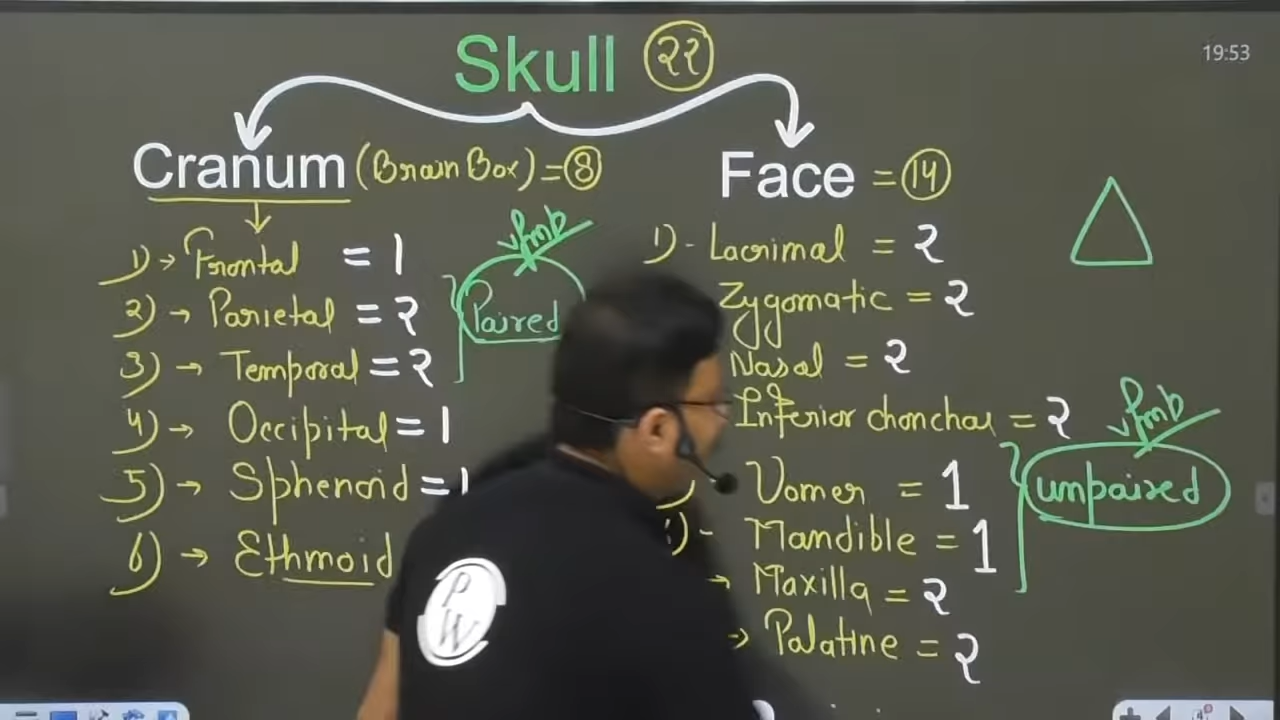 19:53
Skull २२
Cranum (Brain Box) = 8
Face = 14
1) → Frontal = 1
2) → Parietal = २
3) → Temporal = २
4) → Occipital = 1
5) → Sphenoid = 1
6) → Ethmoid
Imp
Paired
1) - Lacrimal = २
Zygomatic = २
Nasal = २
Inferior chonchae = २
) Vomer = 1
) - Mandible = 1
→ Maxilla = २
→ Palatine = २
Imp
unpaired
PW